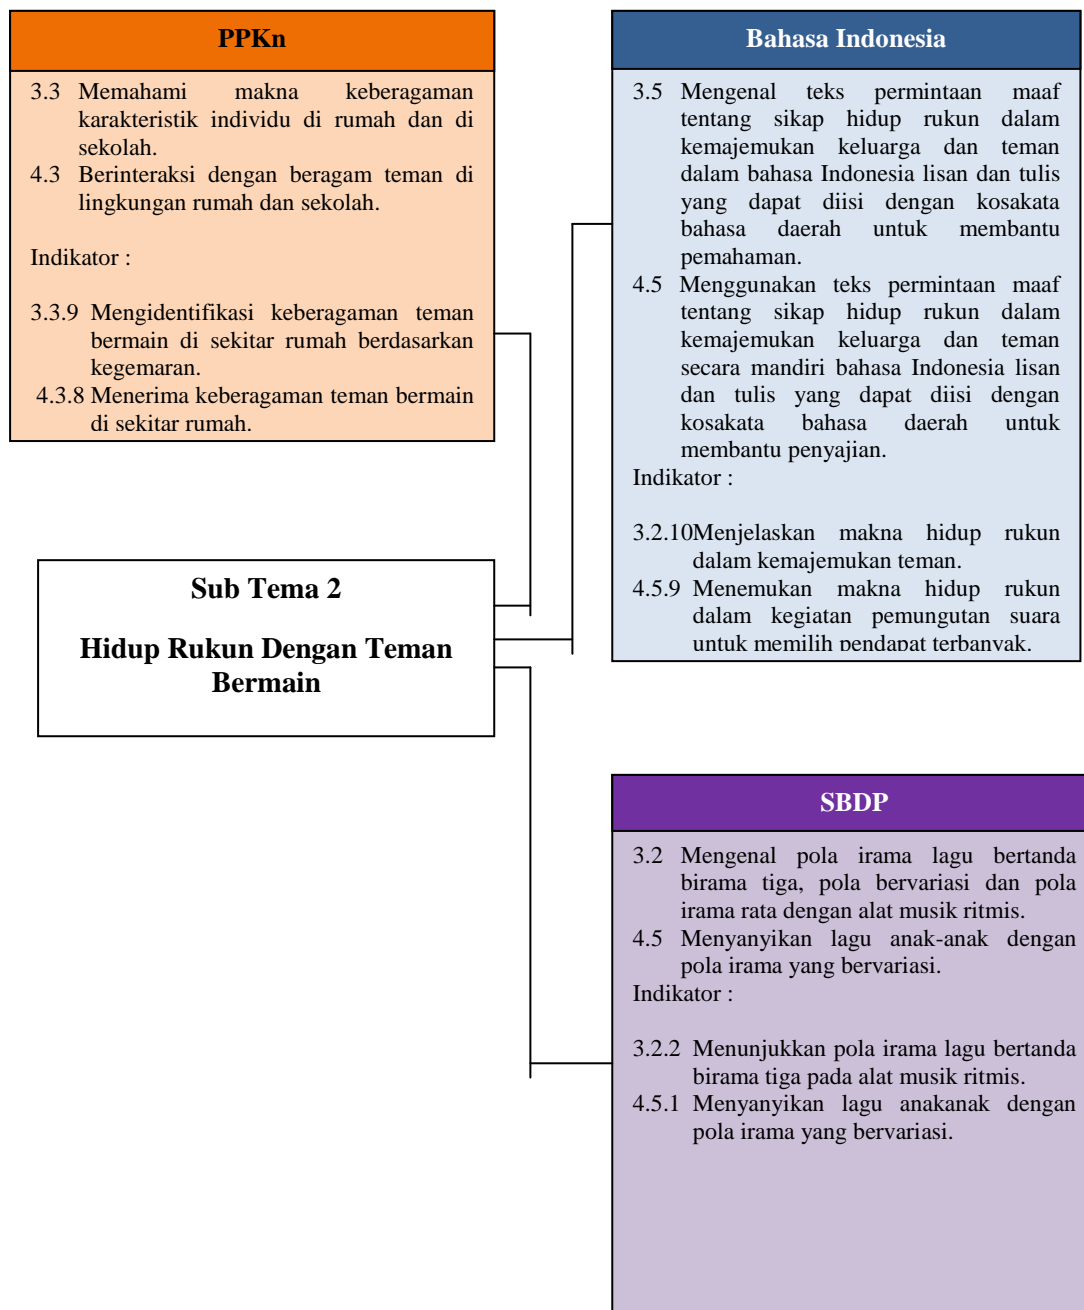 PPKn
3.3 Memahami makna keberagaman
karakteristik individu di rumah dan di
sekolah.
4.3 Berinteraksi dengan beragam teman di
lingkungan rumah dan sekolah.
Indikator :
3.3.9 Mengidentifikasi keberagaman teman
bermain di sekitar rumah berdasarkan
kegemaran.
4.3.8 Menerima keberagaman teman bermain
di sekitar rumah.
Bahasa Indonesia
3.5 Mengenal teks permintaan maaf
tentang sikap hidup rukun dalam
kemajemukan keluarga dan teman
dalam bahasa Indonesia lisan dan tulis
yang dapat diisi dengan kosakata
bahasa daerah untuk membantu
pemahaman.
4.5 Menggunakan teks permintaan maaf
tentang sikap hidup rukun dalam
kemajemukan keluarga dan teman
secara mandiri bahasa Indonesia lisan
dan tulis yang dapat diisi dengan
kosakata bahasa daerah untuk
membantu penyajian.
Indikator :
3.2.10Menjelaskan makna hidup rukun
dalam kemajemukan teman.
4.5.9 Menemukan makna hidup rukun
dalam kegiatan pemungutan suara
untuk memilih pendapat terbanyak.
Sub Tema 2
Hidup Rukun Dengan Teman
Bermain
SBDP
3.2 Mengenal pola irama lagu bertanda
birama tiga, pola bervariasi dan pola
irama rata dengan alat musik ritmis.
4.5 Menyanyikan lagu anak-anak dengan
pola irama yang bervariasi.
Indikator :
3.2.2 Menunjukkan pola irama lagu bertanda
birama tiga pada alat musik ritmis.
4.5.1 Menyanyikan lagu anakanak dengan
pola irama yang bervariasi.